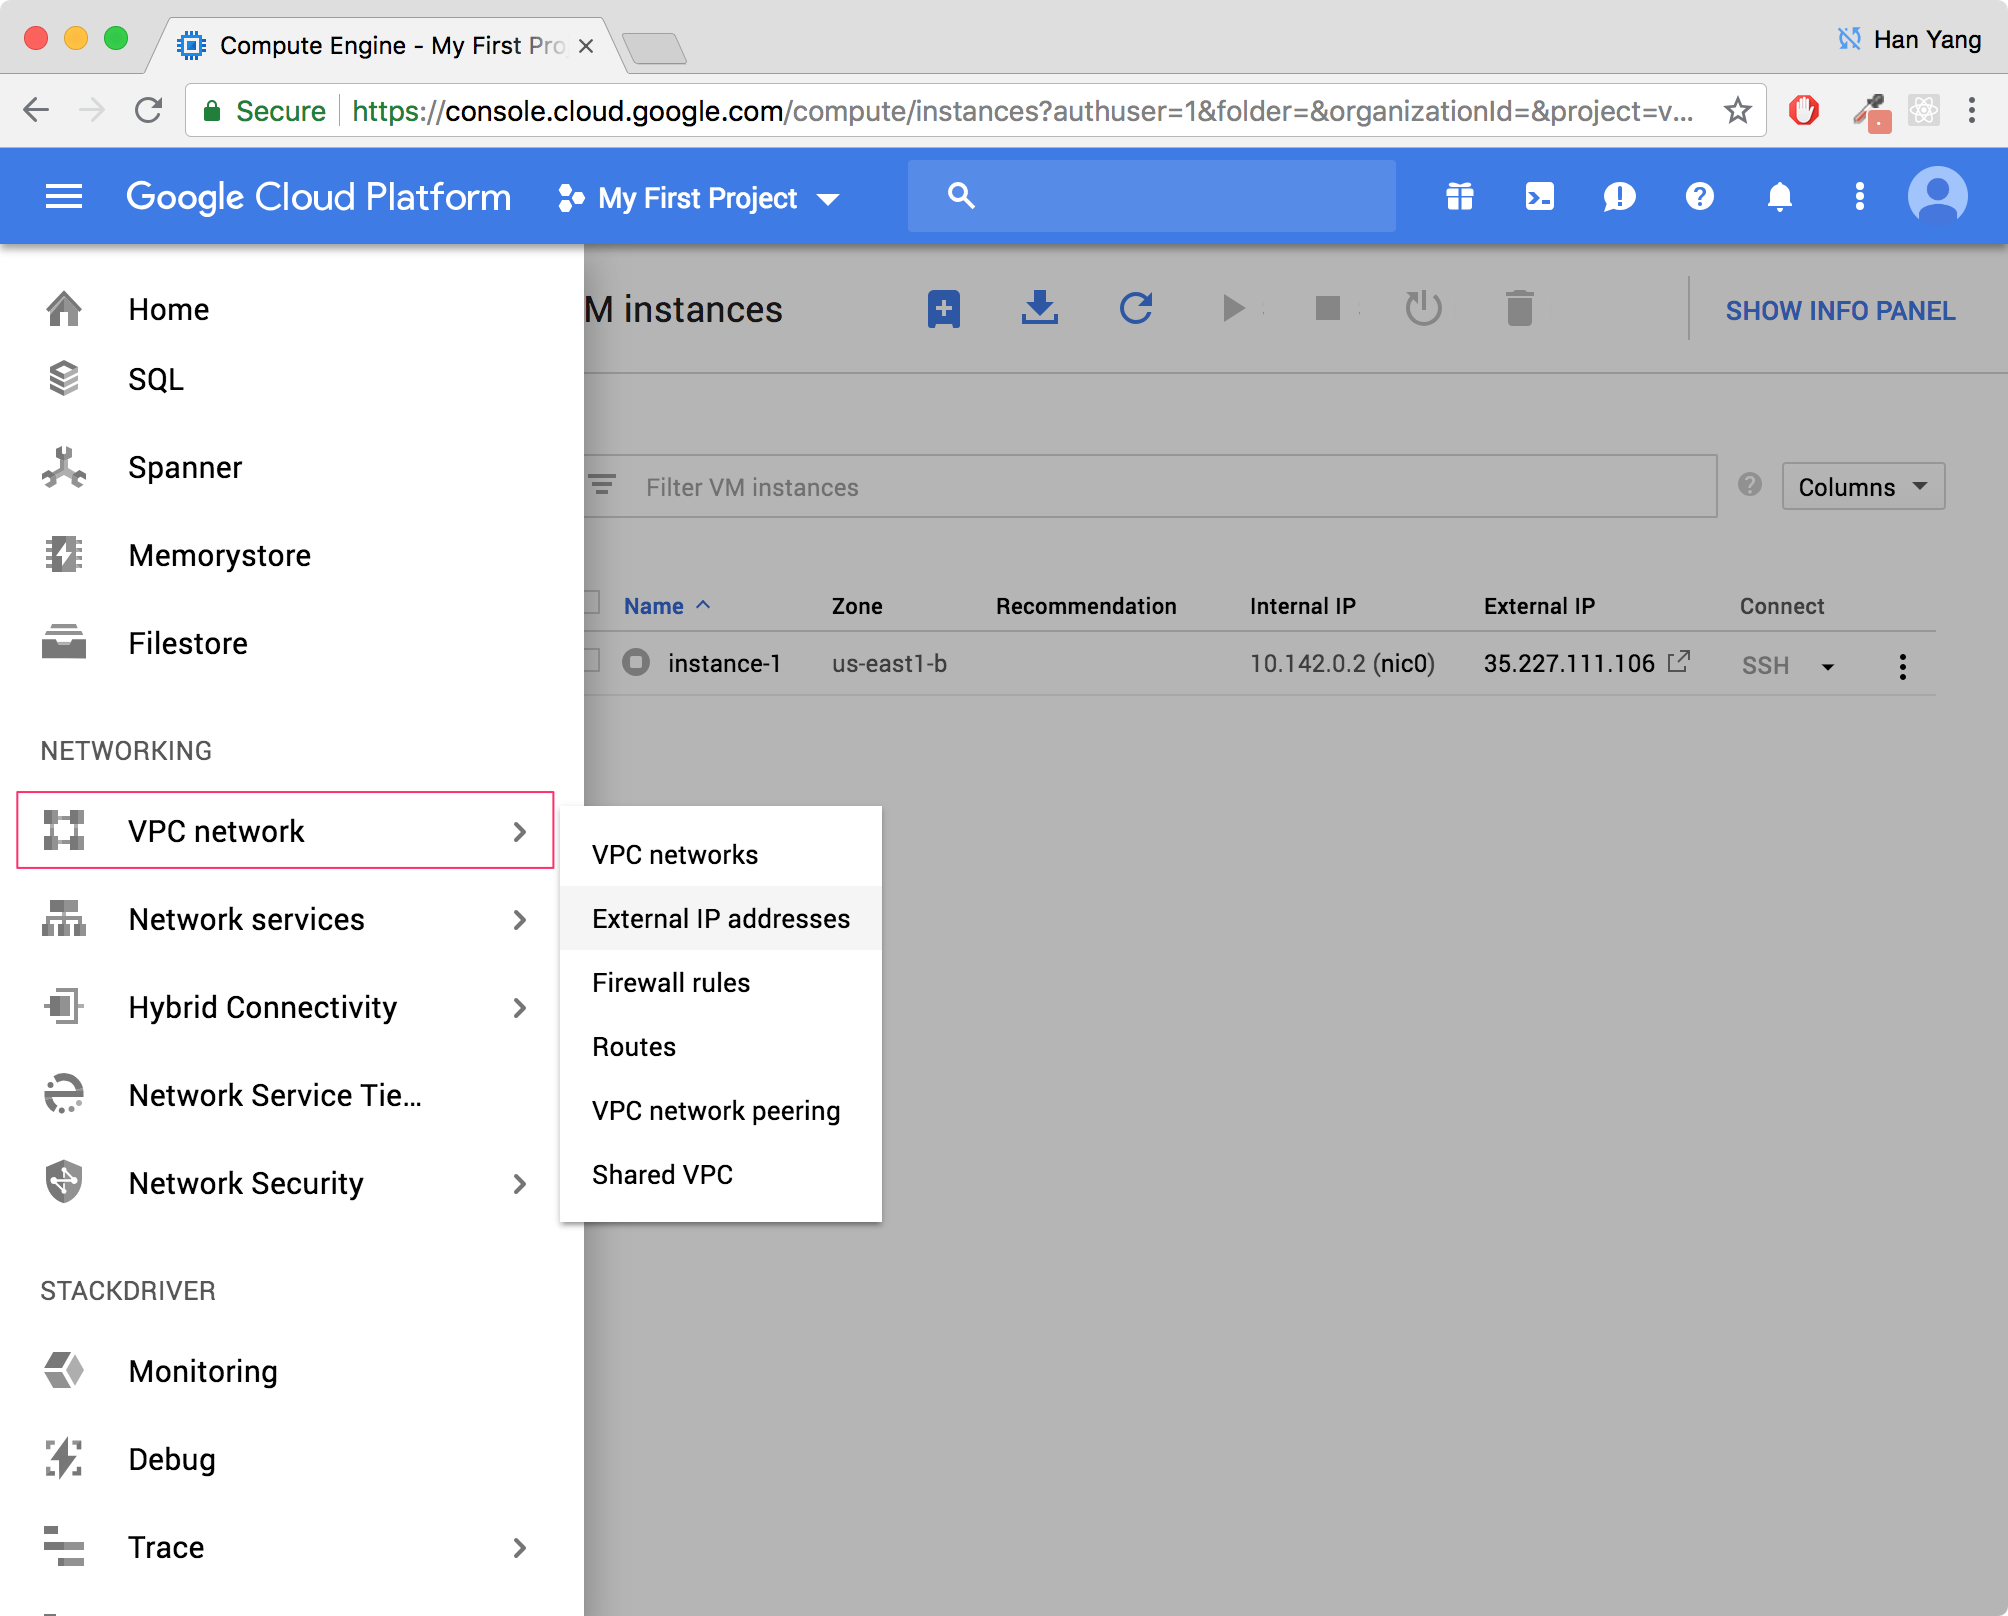 Compute Engine - My First Pro
Han Yang
Secure https://console.cloud.google.com/compute/instances?authuser=1&folder=&organizationId=&project=v...
Google Cloud Platform My First Project
Home
M instances SHOW INFO PANEL
SQL
Spanner
Filter VM instances Columns
Memorystore
Name Zone Recommendation Internal IP External IP Connect
Filestore
instance-1 us-east1-b 10.142.0.2 (nic0) 35.227.111.106 SSH
NETWORKING
VPC network
Network services
Hybrid Connectivity
Network Service Tie...
Network Security
VPC networks
External IP addresses
Firewall rules
Routes
VPC network peering
Shared VPC
STACKDRIVER
Monitoring
Debug
Trace